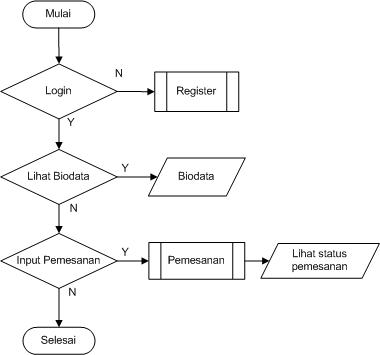 Mulai
N
Login
Register
Y
Y
Lihat Biodata
Biodata
N
Y
Input Pemesanan
Pemesanan
Lihat status
pemesanan
N
Selesai